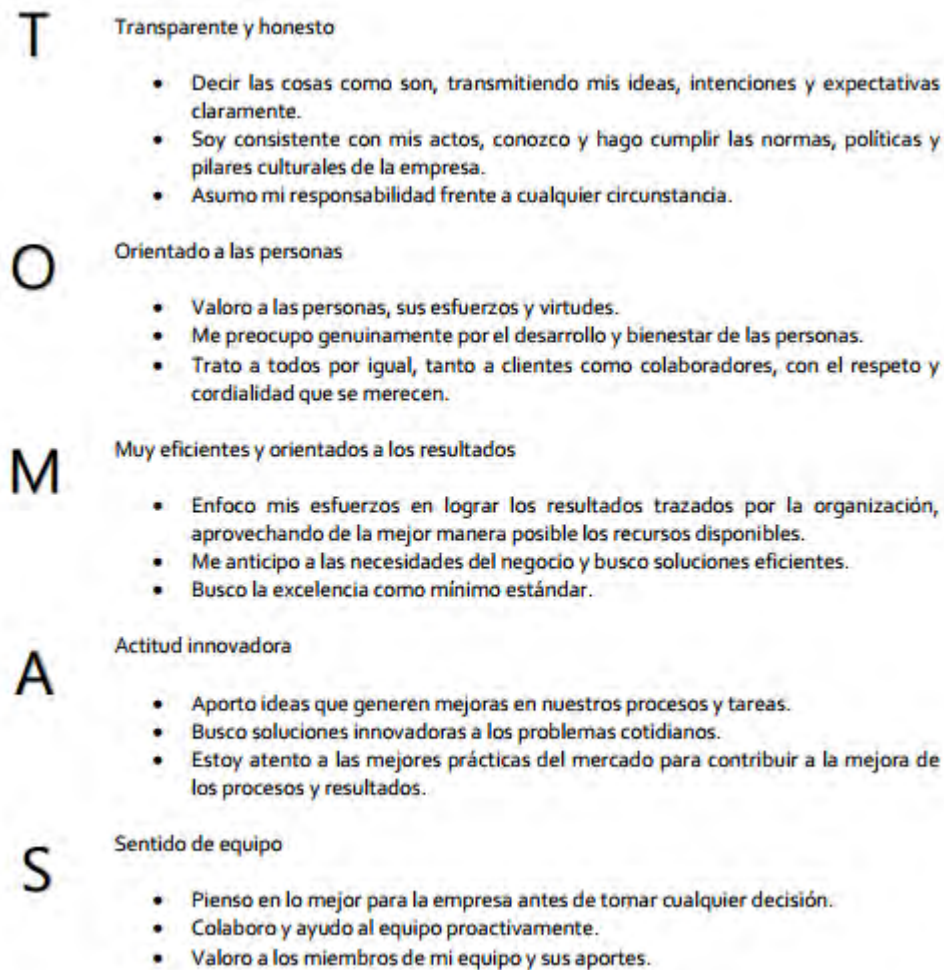 T
Transparente y honesto
• Decir las cosas como son, transmitiendo mis ideas, intenciones y expectativas
claramente.
• Soy consistente con mis actos, conozco y hago cumplir las normas, políticas y
pilares culturales de la empresa.
• Asumo mi responsabilidad frente a cualquier circunstancia.
O
Orientado a las personas
• Valoro a las personas, sus esfuerzos y virtudes.
• Me preocupo genuinamente por el desarrollo y bienestar de las personas.
• Trato a todos por igual, tanto a clientes como colaboradores, con el respeto y
cordialidad que se merecen.
M
Muy eficientes y orientados a los resultados
• Enfoco mis esfuerzos en lograr los resultados trazados por la organización,
aprovechando de la mejor manera posible los recursos disponibles.
• Me anticipo a las necesidades del negocio y busco soluciones eficientes.
• Busco la excelencia como mínimo estándar.
A
Actitud innovadora
• Aporto ideas que generen mejoras en nuestros procesos y tareas.
• Busco soluciones innovadoras a los problemas cotidianos.
• Estoy atento a las mejores prácticas del mercado para contribuir a la mejora de
los procesos y resultados.
S
Sentido de equipo
• Pienso en lo mejor para la empresa antes de tomar cualquier decisión.
• Colaboro y ayudo al equipo proactivamente.
• Valoro a los miembros de mi equipo y sus aportes.